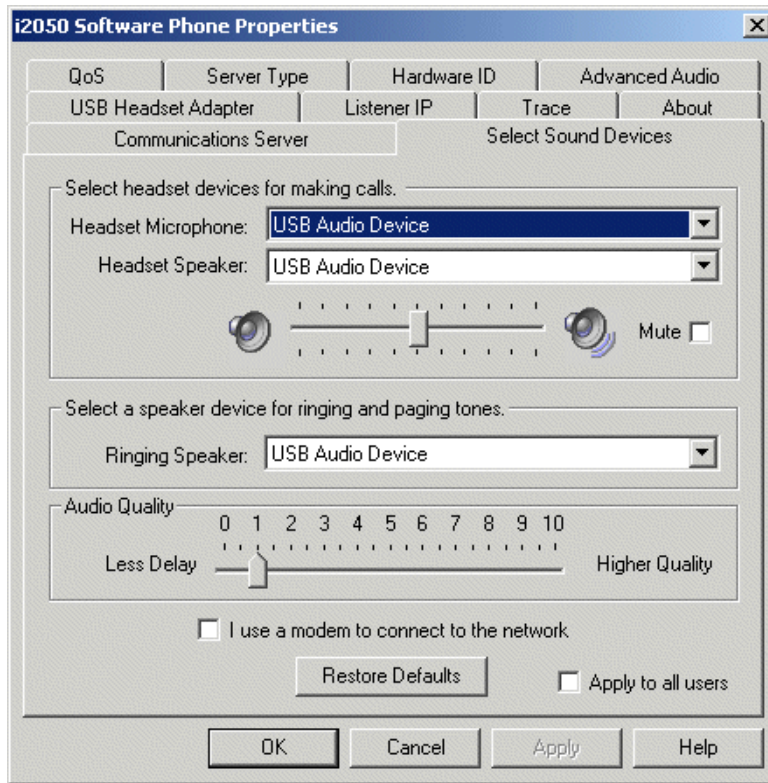 i2050 Software Phone Properties
QoS Server Type Hardware ID Advanced Audio
USB Headset Adapter Listener IP Trace About
Communications Server Select Sound Devices
Select headset devices for making calls.
Headset Microphone: USB Audio Device
Headset Speaker: USB Audio Device
Mute
Select a speaker device for ringing and paging tones.
Ringing Speaker: USB Audio Device
Audio Quality
0 1 2 3 4 5 6 7 8 9 10
Less Delay Higher Quality
I use a modem to connect to the network
Restore Defaults Apply to all users
OK Cancel Apply Help